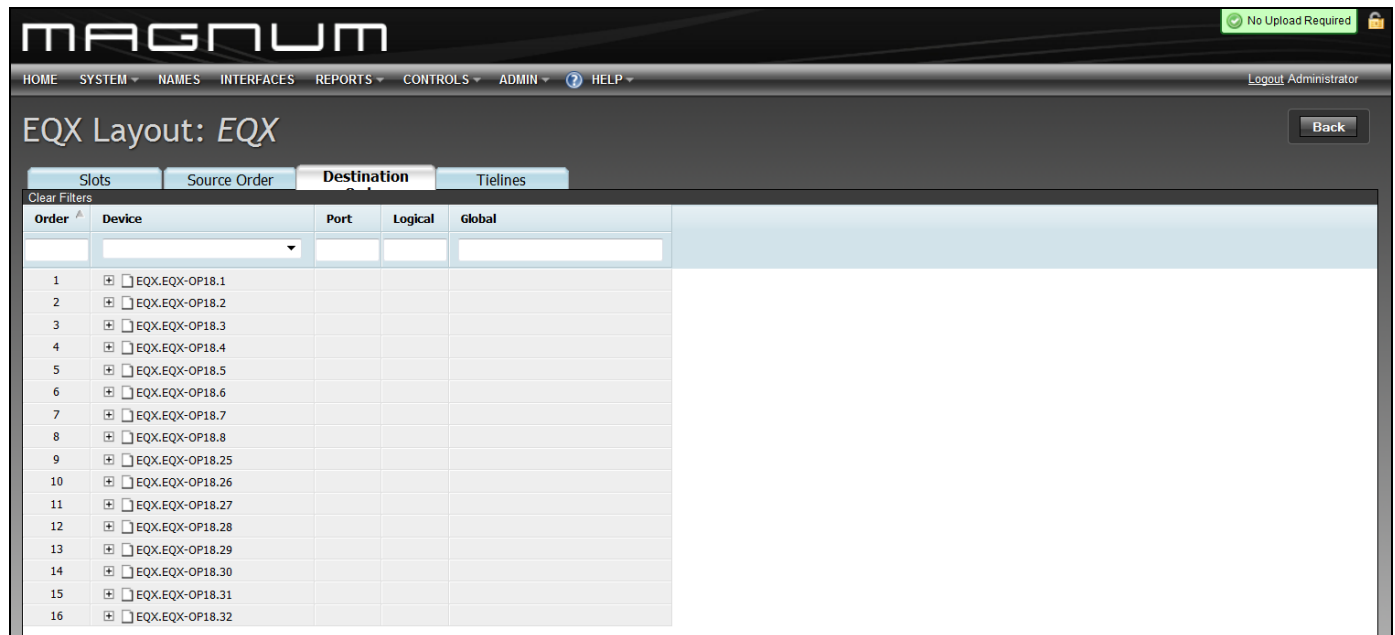 MAGNUM
No Upload Required
HOME SYSTEM NAMES INTERFACES REPORTS CONTROLS ADMIN ? HELP Logout Administrator
EQX Layout: EQX Back
Slots Source Order Destination Tielines
Clear Filters
Order Device Port Logical Global
1 EQX.EQX-OP18.1
2 EQX.EQX-OP18.2
3 EQX.EQX-OP18.3
4 EQX.EQX-OP18.4
5 EQX.EQX-OP18.5
6 EQX.EQX-OP18.6
7 EQX.EQX-OP18.7
8 EQX.EQX-OP18.8
9 EQX.EQX-OP18.25
10 EQX.EQX-OP18.26
11 EQX.EQX-OP18.27
12 EQX.EQX-OP18.28
13 EQX.EQX-OP18.29
14 EQX.EQX-OP18.30
15 EQX.EQX-OP18.31
16 EQX.EQX-OP18.32